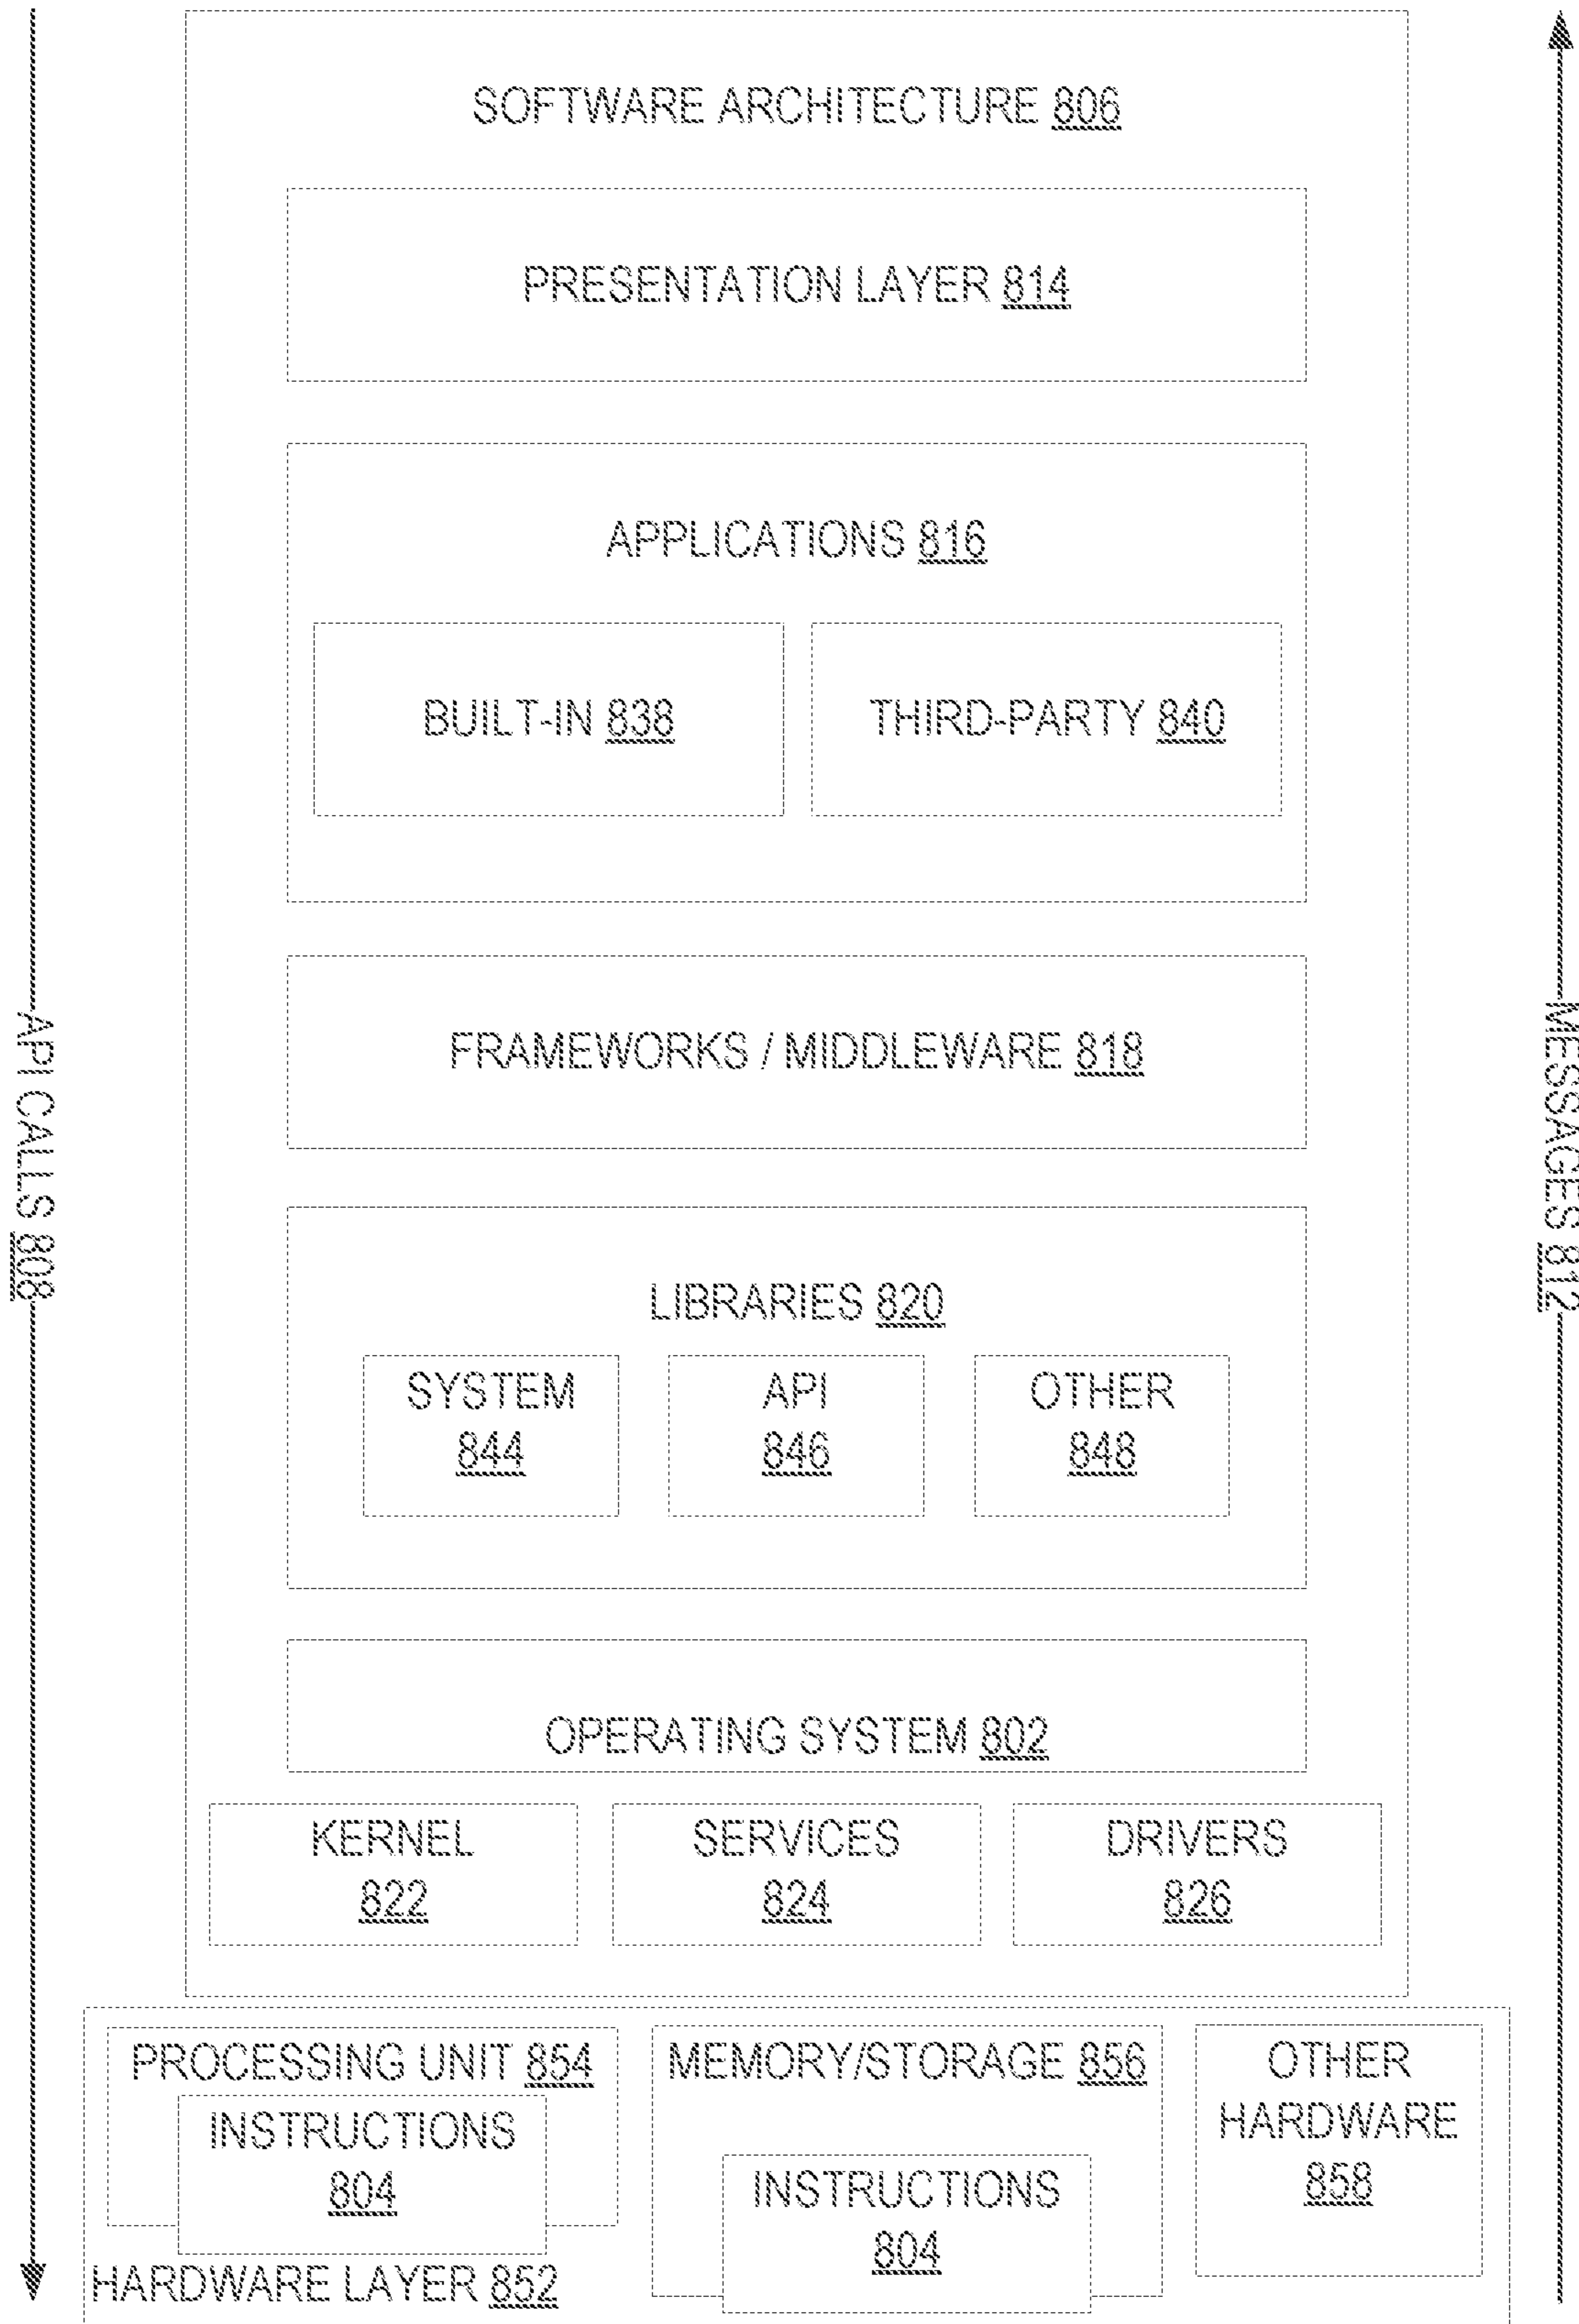 SOFTWARE ARCHITECTURE 806
PRESENTATION LAYER 814
APPLICATIONS 816
BUILT-IN 838
THIRD-PARTY 840
FRAMEWORKS / MIDDLEWARE 818
API CALLS 808
MESSAGES 812
LIBRARIES 820
SYSTEM
844
API
846
OTHER
848
OPERATING SYSTEM 802
KERNEL
822
SERVICES
824
DRIVERS
826
PROCESSING UNIT 854
INSTRUCTIONS
804
MEMORY/STORAGE 856
INSTRUCTIONS
804
OTHER
HARDWARE
858
HARDWARE LAYER 852